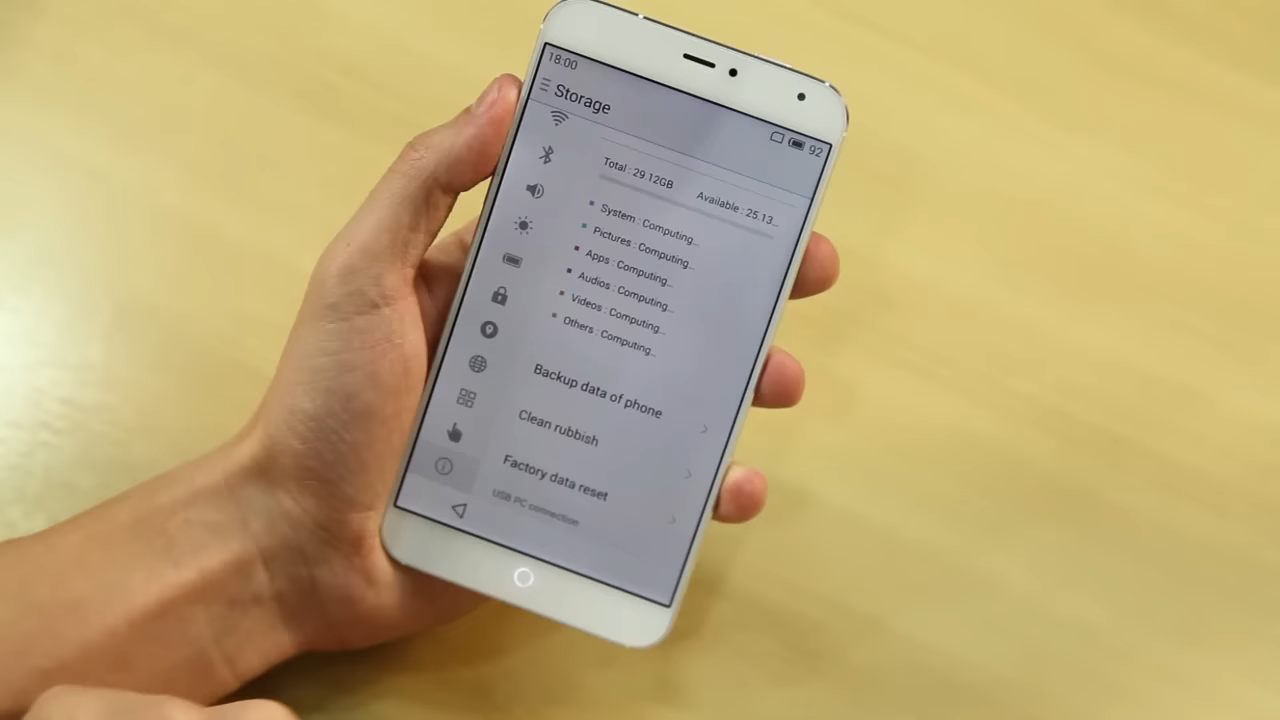 18:00
92
Storage
Total : 29.12GB
Available : 25.13...
System : Computing...
Pictures : Computing...
Apps : Computing...
Audios : Computing...
Videos : Computing...
Others : Computing...
Backup data of phone
Clean rubbish
Factory data reset
USB PC connection